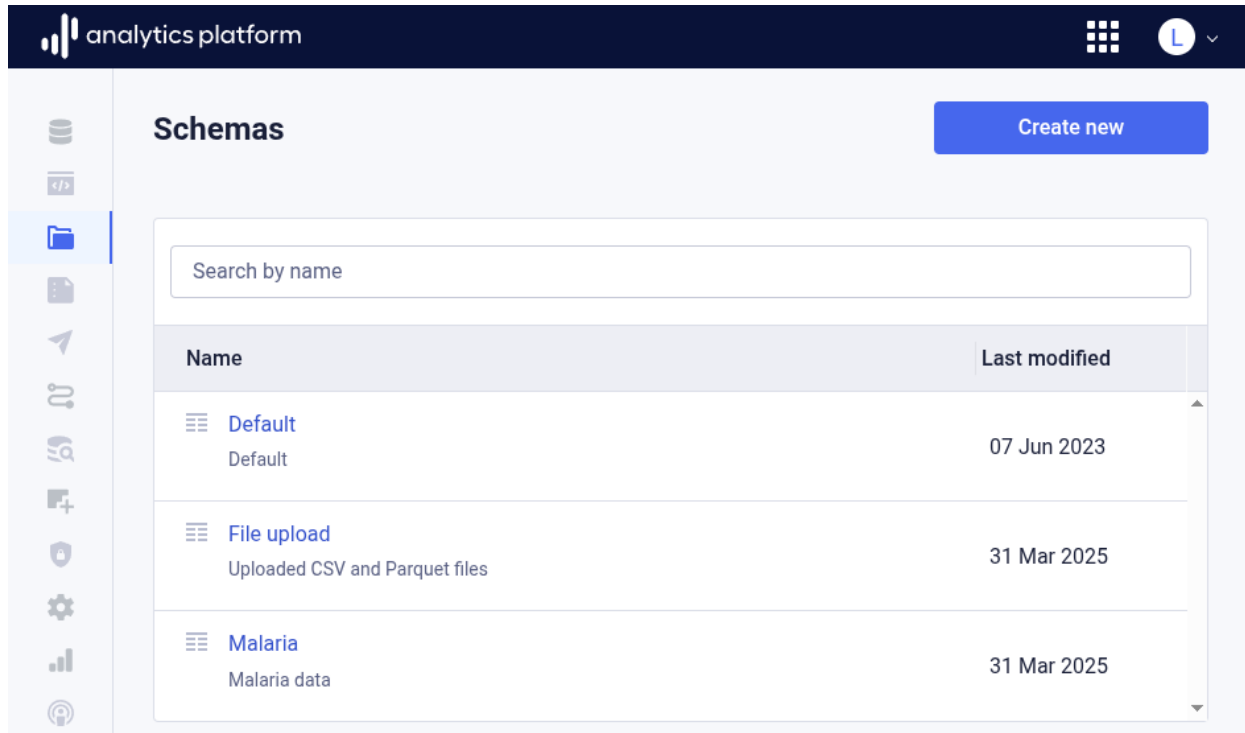 analytics platform
L
Schemas
Create new
</>
Search by name
Name Last modified
Default
Default
07 Jun 2023
File upload
Uploaded CSV and Parquet files
31 Mar 2025
Malaria
Malaria data
31 Mar 2025